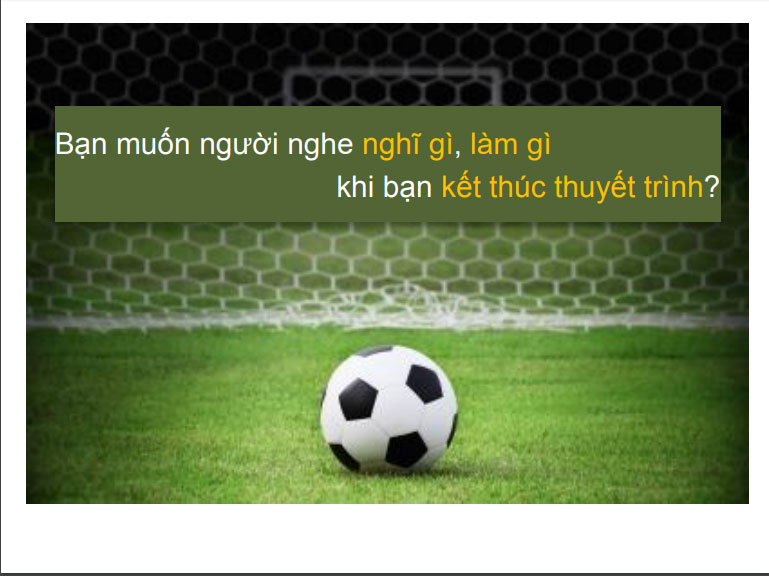 Bạn muốn người nghe nghĩ gì, làm gì
khi bạn kết thúc thuyết trình?